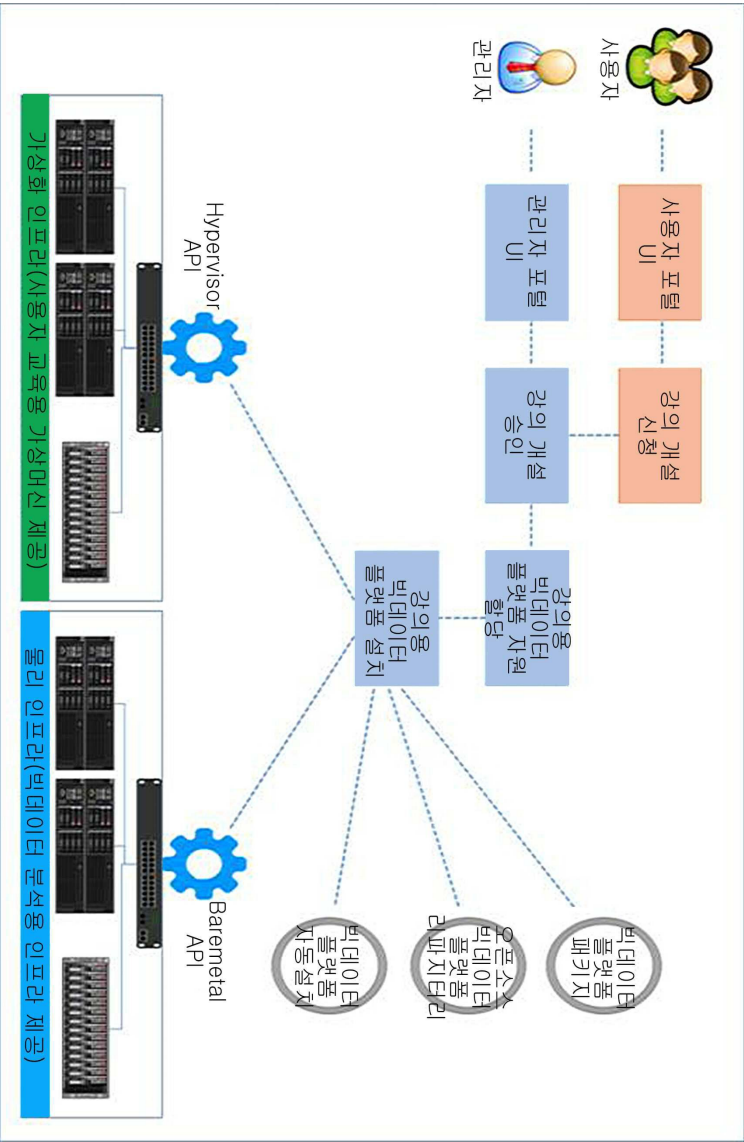 사용자
사용자 포털
UI
강의 개설
신청
관리자
관리자 포털
UI
강의 개설
승인
강의용
빅데이터
플랫폼 자원
할당
강의용
빅데이터
플랫폼 설치
빅데이터
플랫폼
패키지
오픈소스
빅데이터
플랫폼
리파지터리
빅데이터
플랫폼
자동설치
Hypervisor
API
Baremetal
API
가상화 인프라(사용자 교육용 가상머신 제공)
물리 인프라(빅데이터 분석용 인프라 제공)